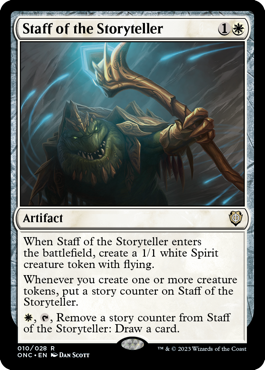 Staff of the Storyteller 1
Artifact
When Staff of the Storyteller enters
the battlefield, create a 1/1 white Spirit
creature token with flying.
Whenever you create one or more creature
tokens, put a story counter on Staff of the
Storyteller.
, , Remove a story counter from Staff
of the Storyteller: Draw a card.
010/028 R
ONC • EN DAN SCOTT
™ & © 2023 Wizards of the Coast